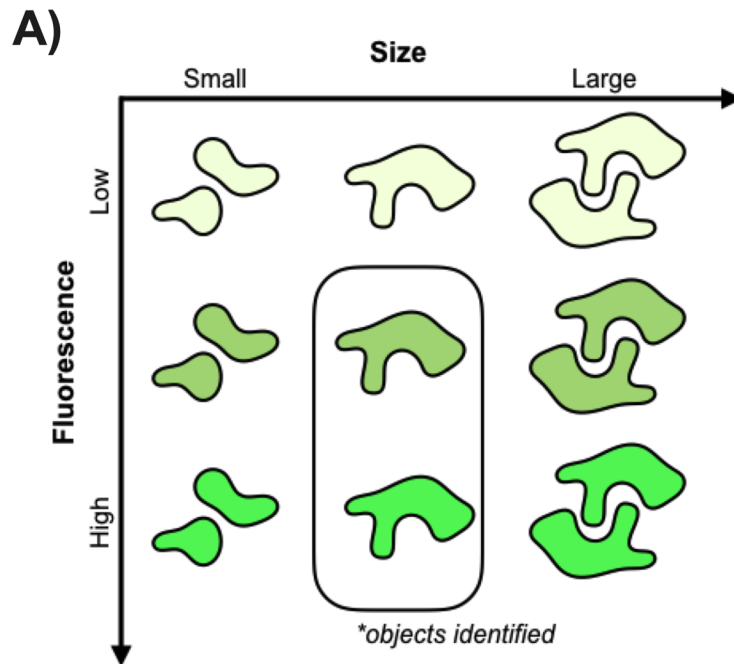 A)
Size
Small
Large
Low
Fluorescence
High
*objects identified